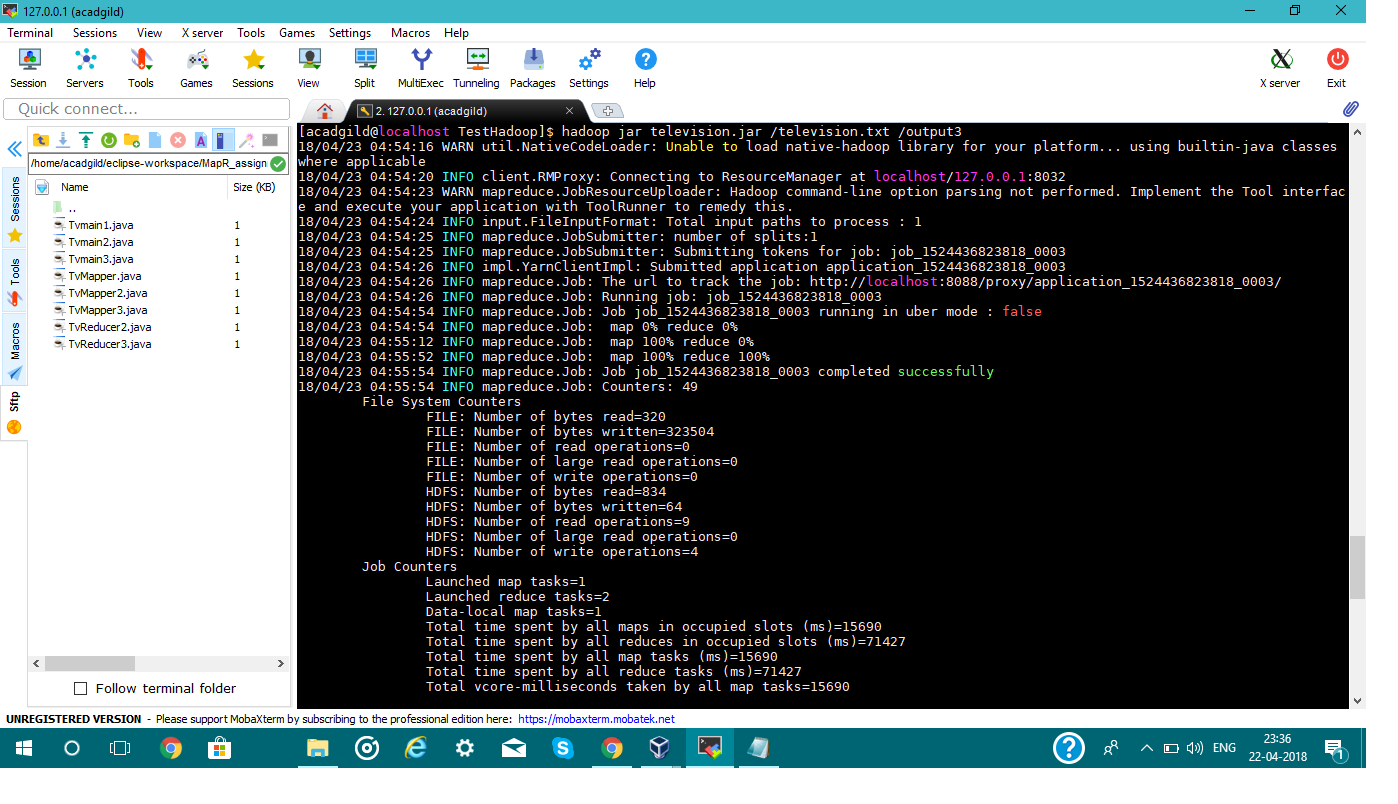 127.0.0.1 (acadgild)
Terminal Sessions View X server Tools Games Settings Macros Help
Session Servers Tools Games Sessions View Split MultiExec Tunneling Packages Settings Help X server Exit
Quick connect...
2. 127.0.0.1 (acadgild)
/home/acadgild/eclipse-workspace/MapR_assign
Name Size (KB)
..
Tvmain1.java 1
Tvmain2.java 1
Tvmain3.java 1
TvMapper.java 1
TvMapper2.java 1
TvMapper3.java 1
TvReducer2.java 1
TvReducer3.java 1
Sessions
Tools
Macros
Sftp
Follow terminal folder
[acadgild@localhost TestHadoop]$ hadoop jar television.jar /television.txt /output3
18/04/23 04:54:16 WARN util.NativeCodeLoader: Unable to load native-hadoop library for your platform... using builtin-java classes
where applicable
18/04/23 04:54:20 INFO client.RMProxy: Connecting to ResourceManager at localhost/127.0.0.1:8032
18/04/23 04:54:23 WARN mapreduce.JobResourceUploader: Hadoop command-line option parsing not performed. Implement the Tool interfac
e and execute your application with ToolRunner to remedy this.
18/04/23 04:54:24 INFO input.FileInputFormat: Total input paths to process : 1
18/04/23 04:54:25 INFO mapreduce.JobSubmitter: number of splits:1
18/04/23 04:54:25 INFO mapreduce.JobSubmitter: Submitting tokens for job: job_1524436823818_0003
18/04/23 04:54:26 INFO impl.YarnClientImpl: Submitted application application_1524436823818_0003
18/04/23 04:54:26 INFO mapreduce.Job: The url to track the job: http://localhost:8088/proxy/application_1524436823818_0003/
18/04/23 04:54:26 INFO mapreduce.Job: Running job: job_1524436823818_0003
18/04/23 04:54:54 INFO mapreduce.Job: Job job_1524436823818_0003 running in uber mode : false
18/04/23 04:54:54 INFO mapreduce.Job:  map 0% reduce 0%
18/04/23 04:55:12 INFO mapreduce.Job:  map 100% reduce 0%
18/04/23 04:55:52 INFO mapreduce.Job:  map 100% reduce 100%
18/04/23 04:55:54 INFO mapreduce.Job: Job job_1524436823818_0003 completed successfully
18/04/23 04:55:54 INFO mapreduce.Job: Counters: 49
File System Counters
FILE: Number of bytes read=320
FILE: Number of bytes written=323504
FILE: Number of read operations=0
FILE: Number of large read operations=0
FILE: Number of write operations=0
HDFS: Number of bytes read=834
HDFS: Number of bytes written=64
HDFS: Number of read operations=9
HDFS: Number of large read operations=0
HDFS: Number of write operations=4
Job Counters
Launched map tasks=1
Launched reduce tasks=2
Data-local map tasks=1
Total time spent by all maps in occupied slots (ms)=15690
Total time spent by all reduces in occupied slots (ms)=71427
Total time spent by all map tasks (ms)=15690
Total time spent by all reduce tasks (ms)=71427
Total vcore-milliseconds taken by all map tasks=15690
UNREGISTERED VERSION - Please support MobaXterm by subscribing to the professional edition here: https://mobaxterm.mobatek.net
ENG
23:36
22-04-2018
1